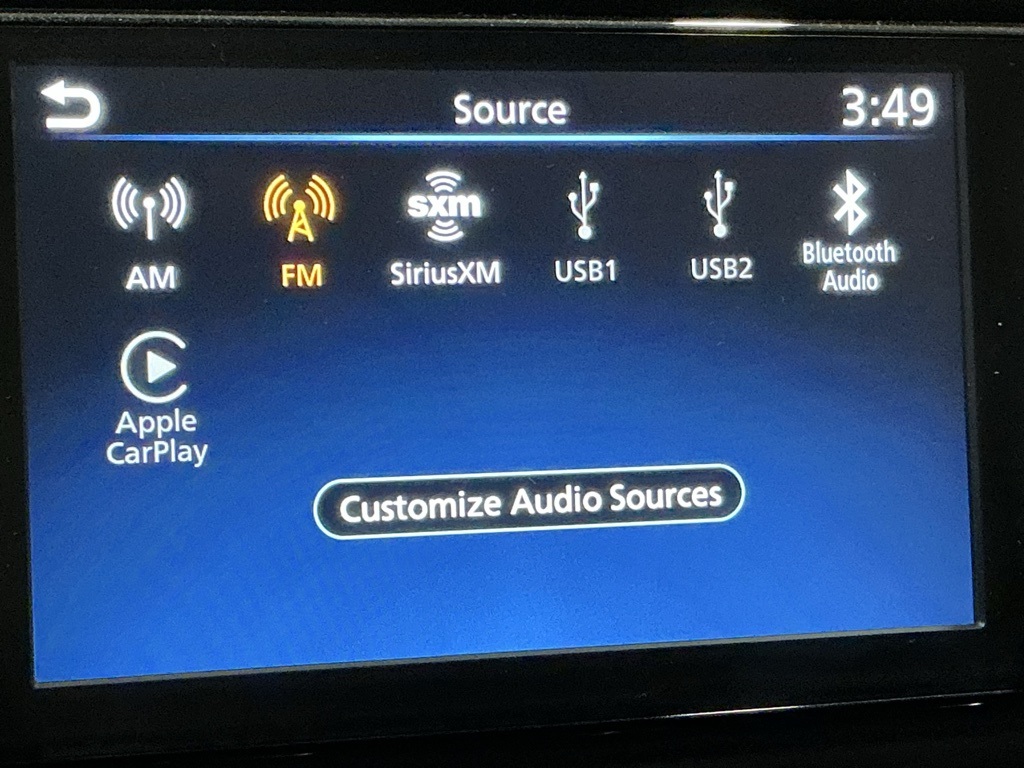 Source
3:49
sxm
AM
FM
SiriusXM
USB1
USB2
Bluetooth
Audio
Apple
CarPlay
Customize Audio Sources